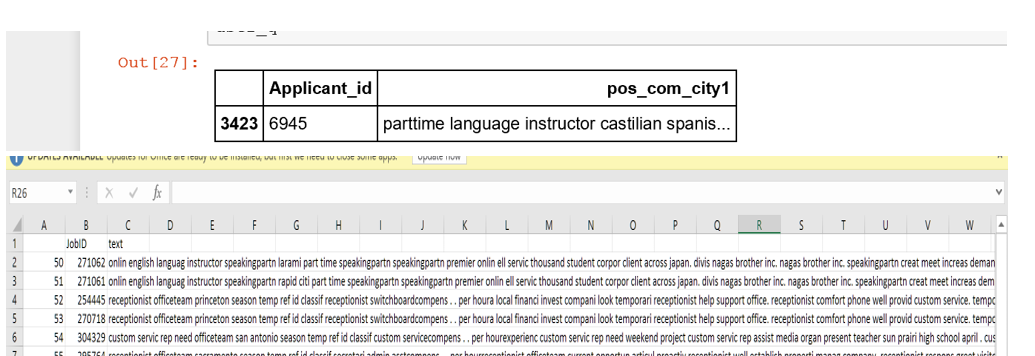 Out[27]:
Applicant_id pos_com_city1
3423 6945 parttime language instructor castilian spanis...
UPDATES AVAILABLE Updates for Office are ready to be installed, but first we need to close some apps. Update now
R26 fx
A B C D E F G H I J K L M N O P Q R S T U V W
1 JobID text
2 50 271062 onlin english languag instructor speakingpartn larami part time speakingpartn speakingpartn premier onlin ell servic thousand student corpor client across japan. divis nagas brother inc. nagas brother inc. speakingpartn creat meet increas deman
3 51 271061 onlin english languag instructor speakingpartn rapid citi part time speakingpartn speakingpartn premier onlin ell servic thousand student corpor client across japan. divis nagas brother inc. nagas brother inc. speakingpartn creat meet increas dem
4 52 254445 receptionist officeteam princeton season temp ref id classif receptionist switchboardcompens . . per houra local financi invest compani look temporari receptionist help support office. receptionist comfort phone well provid custom service. tempc
5 53 270718 receptionist officeteam princeton season temp ref id classif receptionist switchboardcompens . . per houra local financi invest compani look temporari receptionist help support office. receptionist comfort phone well provid custom service. tempc
6 54 304329 custom servic rep need officeteam san antonio season temp ref id classif custom servicecompens . . per hourexperienc custom servic rep need weekend project custom servic rep assist media organ present teacher sun prairi high school april . cus